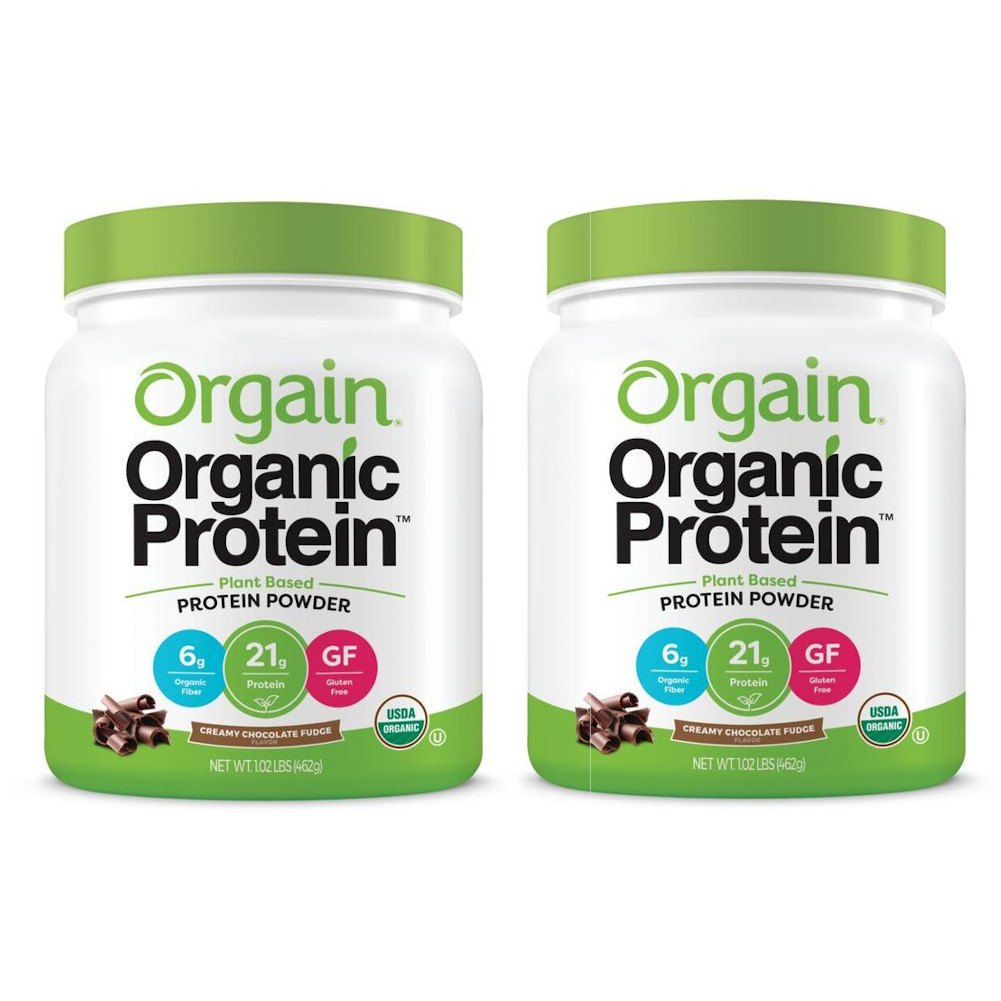 Orgain®
Organic
Protein™
Plant Based
PROTEIN POWDER
6g
Organic
Fiber
21g
Protein
GF
Gluten
Free
CREAMY CHOCOLATE FUDGE
FLAVOR
USDA
ORGANIC
U
NET WT. 1.02 LBS (462g)
Orgain®
Organic
Protein™
Plant Based
PROTEIN POWDER
6g
Organic
Fiber
21g
Protein
GF
Gluten
Free
CREAMY CHOCOLATE FUDGE
FLAVOR
USDA
ORGANIC
U
NET WT. 1.02 LBS (462g)